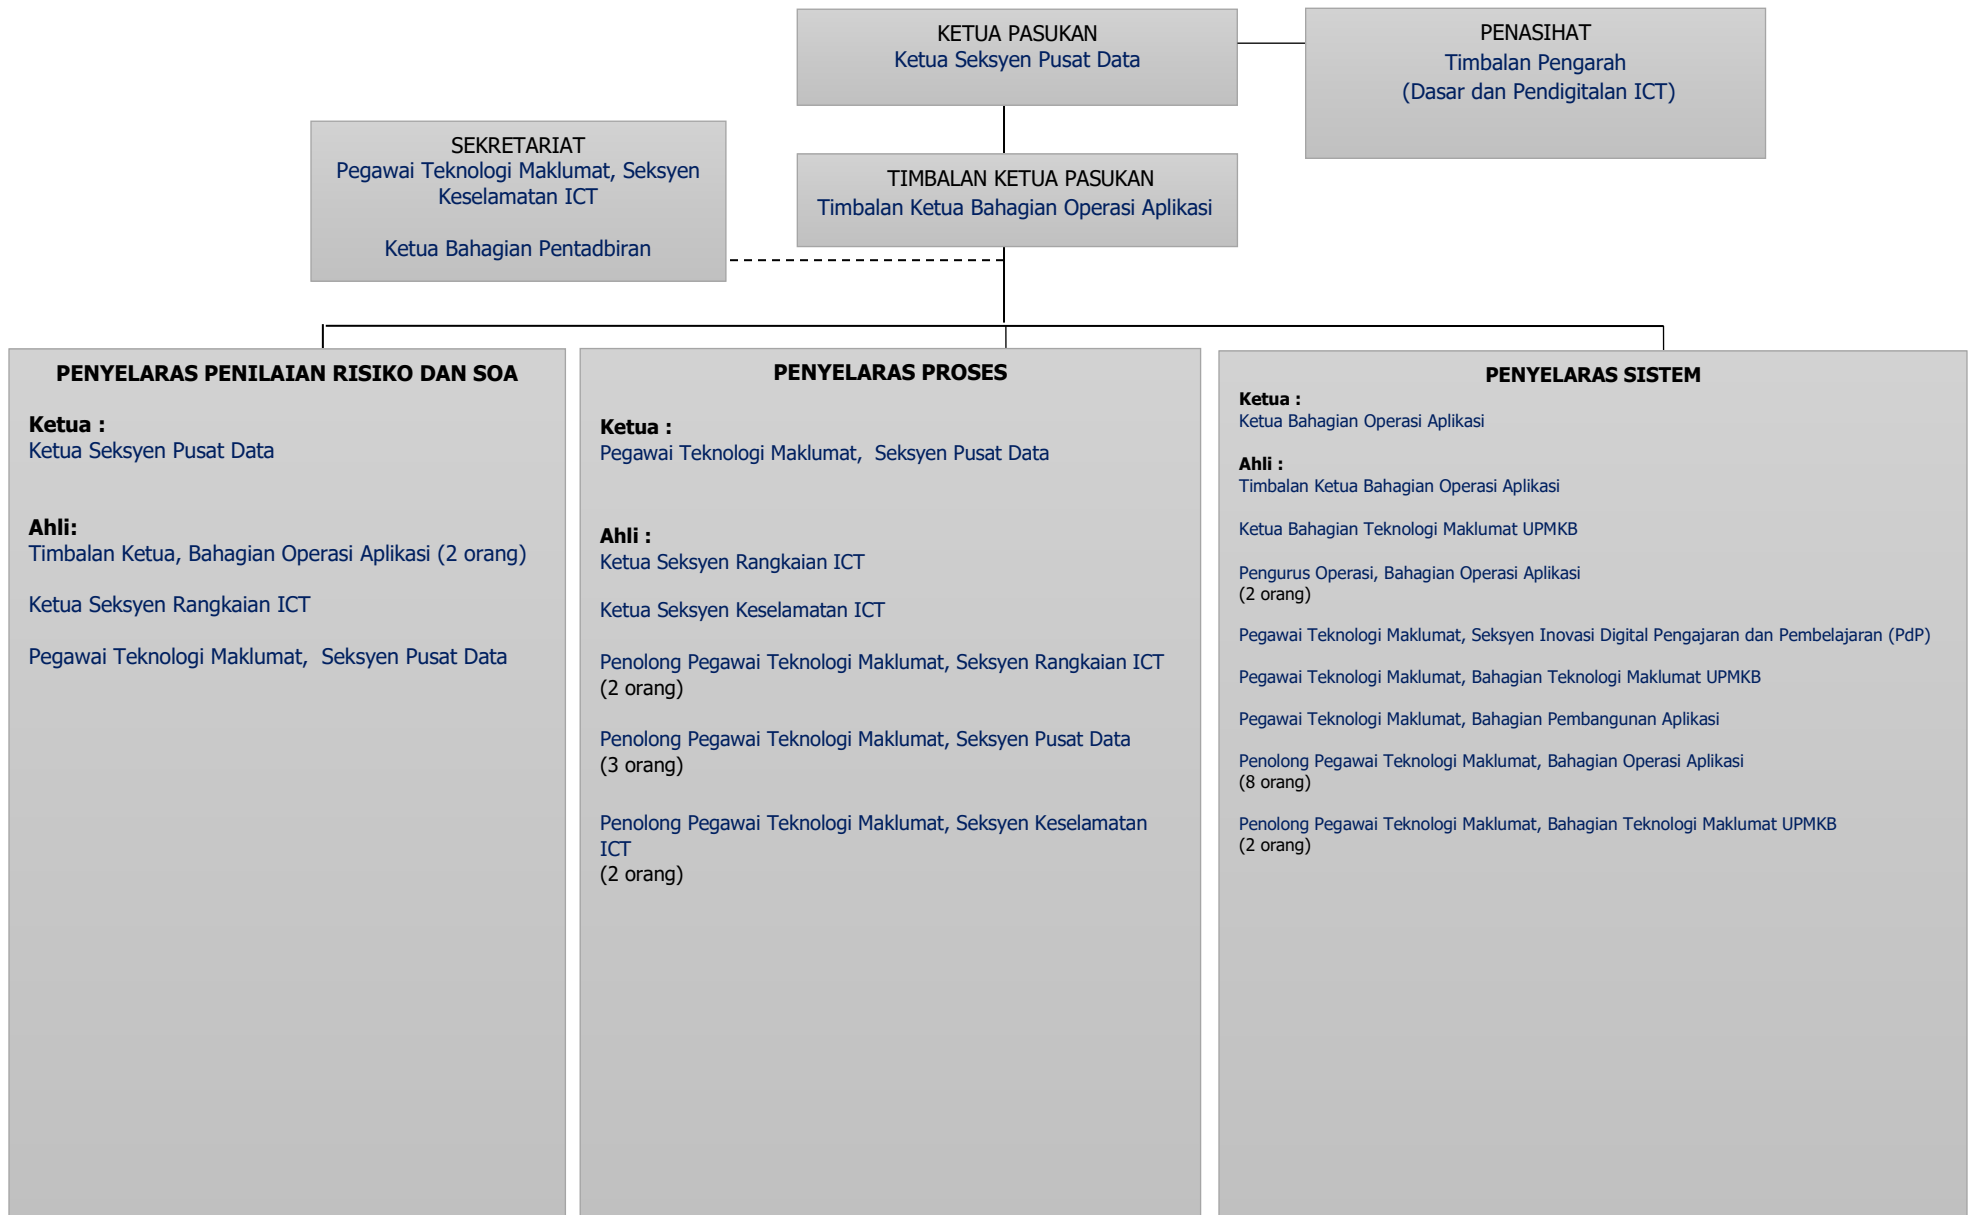 KETUA PASUKAN
Ketua Seksyen Pusat Data
PENASIHAT
Timbalan Pengarah
(Dasar dan Pendigitalan ICT)
SEKRETARIAT
Pegawai Teknologi Maklumat, Seksyen
Keselamatan ICT
Ketua Bahagian Pentadbiran
TIMBALAN KETUA PASUKAN
Timbalan Ketua Bahagian Operasi Aplikasi
PENYELARAS PENILAIAN RISIKO DAN SOA
Ketua :
Ketua Seksyen Pusat Data
Ahli:
Timbalan Ketua, Bahagian Operasi Aplikasi (2 orang)
Ketua Seksyen Rangkaian ICT
Pegawai Teknologi Maklumat, Seksyen Pusat Data
PENYELARAS PROSES
Ketua :
Pegawai Teknologi Maklumat, Seksyen Pusat Data
Ahli :
Ketua Seksyen Rangkaian ICT
Ketua Seksyen Keselamatan ICT
Penolong Pegawai Teknologi Maklumat, Seksyen Rangkaian ICT
(2 orang)
Penolong Pegawai Teknologi Maklumat, Seksyen Pusat Data
(3 orang)
Penolong Pegawai Teknologi Maklumat, Seksyen Keselamatan
ICT
(2 orang)
PENYELARAS SISTEM
Ketua :
Ketua Bahagian Operasi Aplikasi
Ahli :
Timbalan Ketua Bahagian Operasi Aplikasi
Ketua Bahagian Teknologi Maklumat UPMKB
Pengurus Operasi, Bahagian Operasi Aplikasi
(2 orang)
Pegawai Teknologi Maklumat, Seksyen Inovasi Digital Pengajaran dan Pembelajaran (PdP)
Pegawai Teknologi Maklumat, Bahagian Teknologi Maklumat UPMKB
Pegawai Teknologi Maklumat, Bahagian Pembangunan Aplikasi
Penolong Pegawai Teknologi Maklumat, Bahagian Operasi Aplikasi
(8 orang)
Penolong Pegawai Teknologi Maklumat, Bahagian Teknologi Maklumat UPMKB
(2 orang)